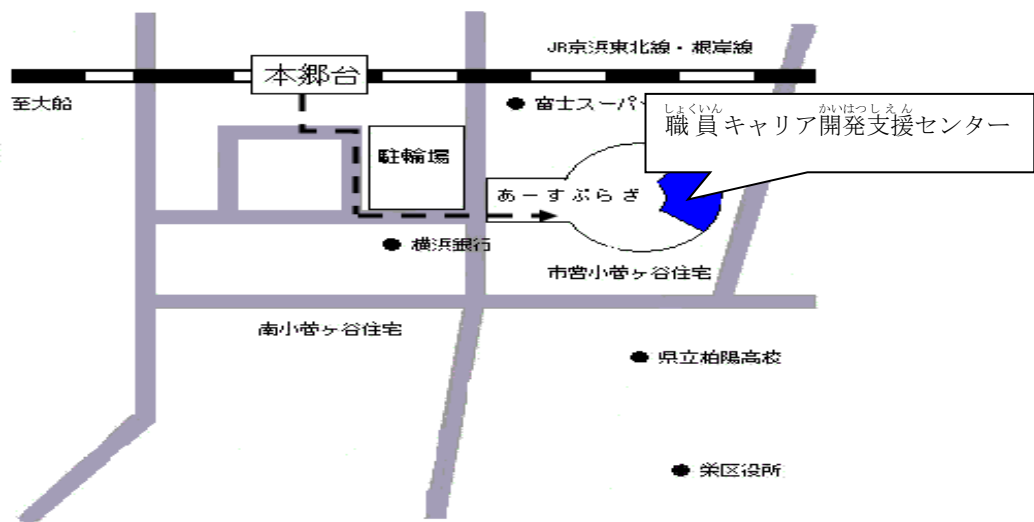 JR京浜東北線・根岸線
本郷台
至大船
富士スーパー
しょくいん かいはつしえん
職員キャリア開発支援センター
駐輪場
あーすぷらざ
横浜銀行
市営小菅ヶ谷住宅
南小菅ヶ谷住宅
県立柏陽高校
栄区役所